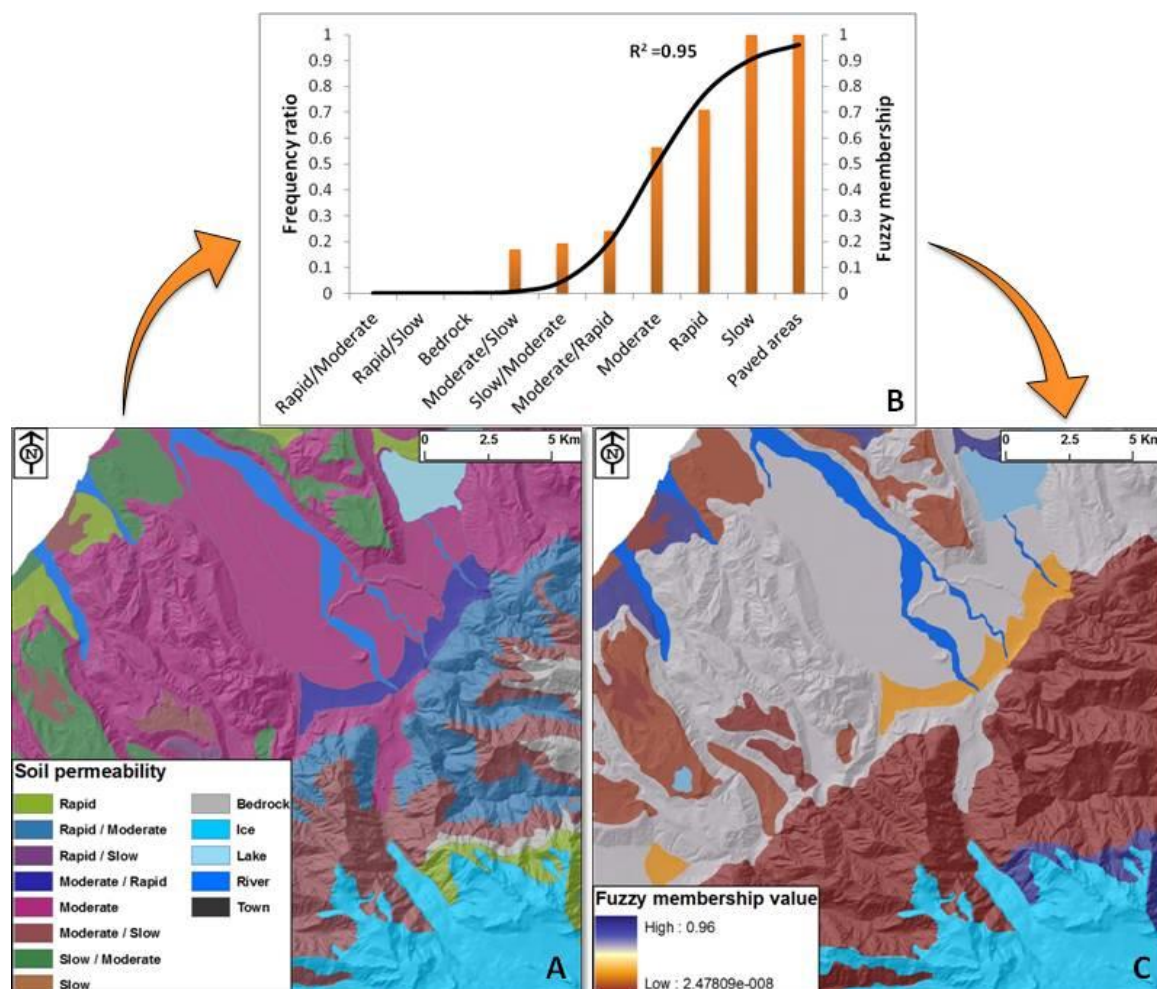 R² =0.95
Frequency ratio
1
0.9
0.8
0.7
0.6
0.5
0.4
0.3
0.2
0.1
0
Fuzzy membership
1
0.9
0.8
0.7
0.6
0.5
0.4
0.3
0.2
0.1
0
Rapid/Moderate
Rapid/Slow
Bedrock
Moderate/Slow
Slow/Moderate
Moderate/Rapid
Moderate
Rapid
Slow
Paved areas
B
N
0 2.5 5 Km
Soil permeability
Rapid
Rapid / Moderate
Rapid / Slow
Moderate / Rapid
Moderate
Moderate / Slow
Slow / Moderate
Slow
Bedrock
Ice
Lake
River
Town
A
N
0 2.5 5 Km
Fuzzy membership value
High : 0.96
Low : 2.47809e-008
C